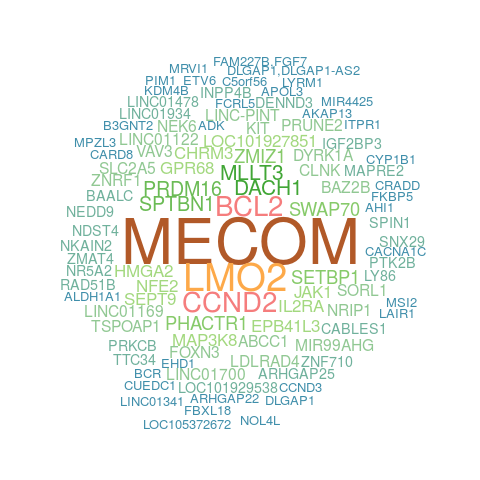 FAM227B,FGF7
MRVI1 DLGAP1,DLGAP1-AS2
PIM1 ETV6 C5orf56 LYRM1
KDM4B INPP4B APOL3
LINC01478 FCRL5 DENND3 MIR4425
LINC01934 LINC-PINT AKAP13
B3GNT2 NEK6 ADK KIT PRUNE2 ITPR1
MPZL3 LINC01122 LOC101927851 IGF2BP3
CARD8 VAV3 CHRM3 ZMIZ1 DYRK1A CYP1B1
SLC2A5 GPR68 MLLT3 CLNK MAPRE2
ZNRF1 PRDM16 DACH1 BAZ2B CRADD
BAALC SPTBN1 BCL2 SWAP70 FKBP5
NEDD9 AHI1
NDST4 SPIN1
NKAIN2 MECOM SNX29
ZMAT4 CACNA1C
NR5A2 HMGA2 LMO2 SETBP1 LY86 PTK2B
RAD51B NFE2 JAK1 SORL1
ALDH1A1 SEPT9 CCND2 IL2RA NRIP1 MSI2
LINC01169 LAIR1
TSPOAP1 PHACTR1 EPB41L3 CABLES1
PRKCB MAP3K8 ABCC1 MIR99AHG
TTC34 FOXN3 LDLRAD4 ZNF710
BCR EHD1 LINC01700 ARHGAP25
CUEDC1 LOC101929538 CCND3
LINC01341 ARHGAP22 DLGAP1
FBXL18
LOC105372672 NOL4L